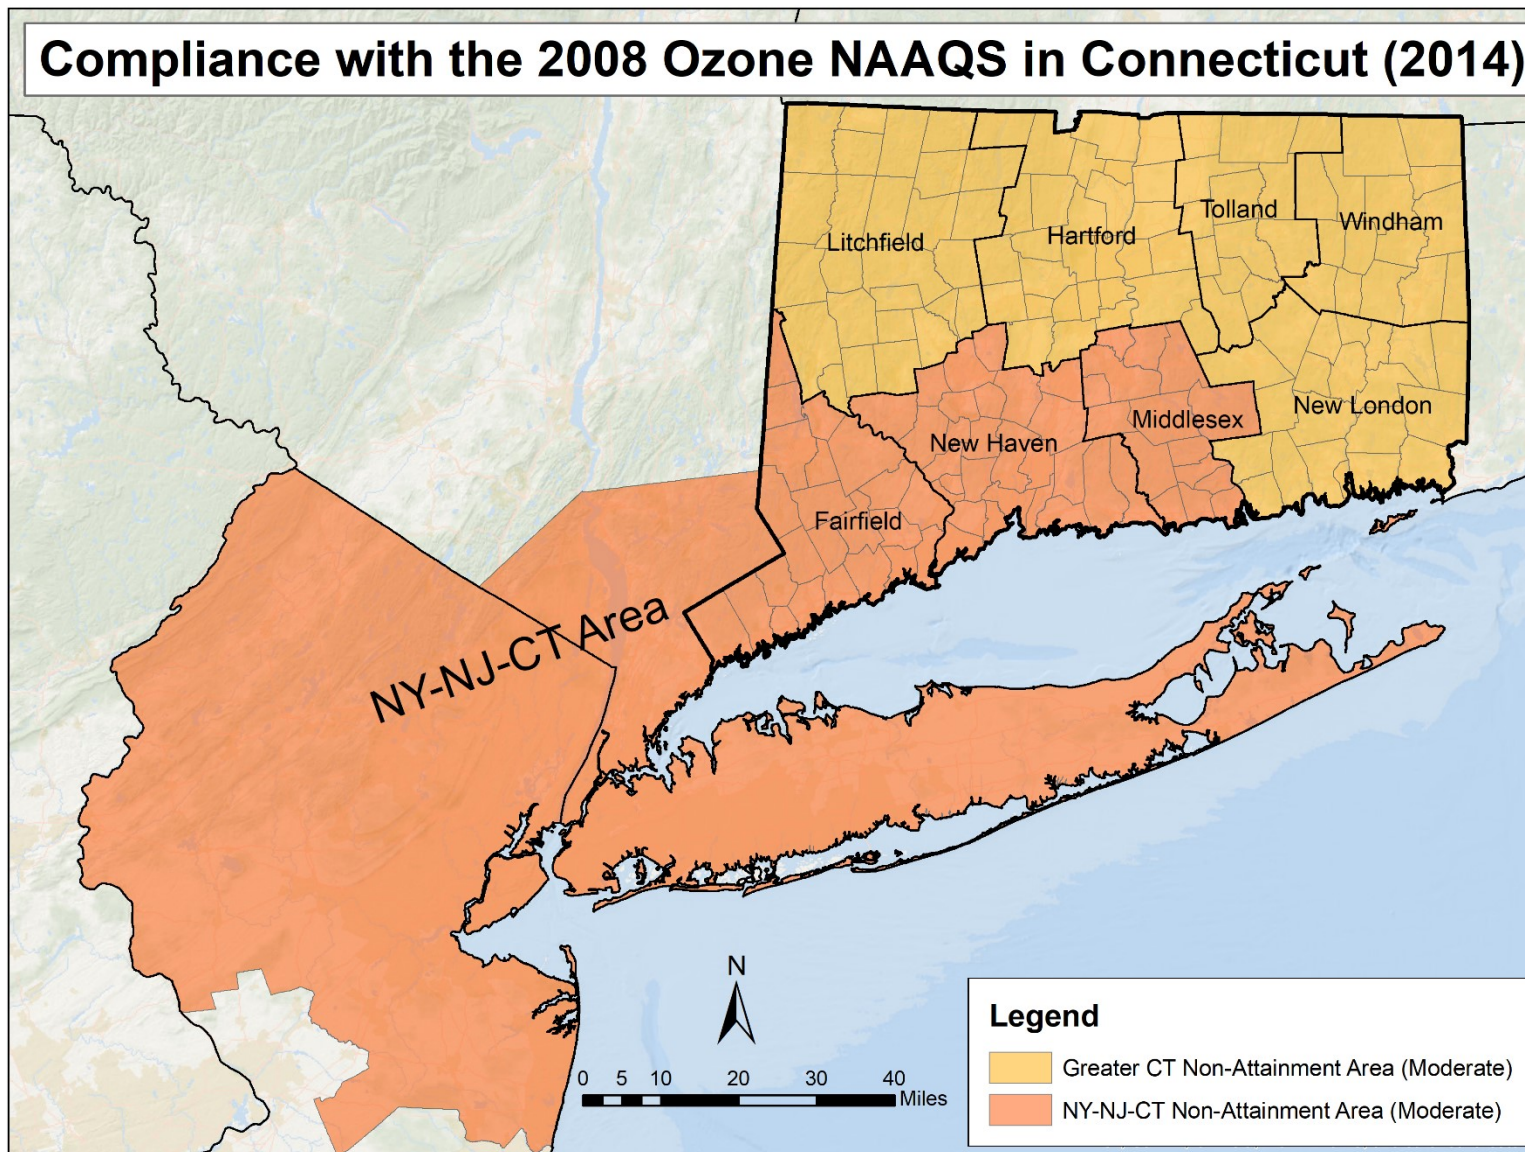 Compliance with the 2008 Ozone NAAQS in Connecticut (2014)
Litchfield
Hartford
Tolland
Windham
Fairfield
New Haven
Middlesex
New London
NY-NJ-CT Area
N
0 5 10 20 30 40
Miles
Legend
Greater CT Non-Attainment Area (Moderate)
NY-NJ-CT Non-Attainment Area (Moderate)